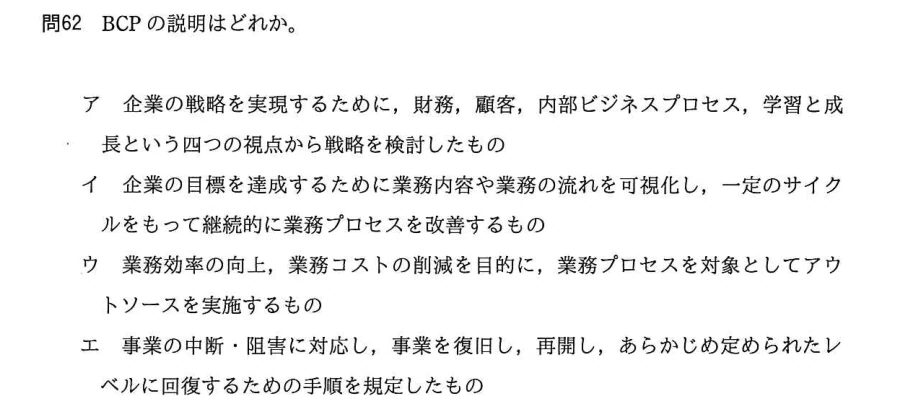 問62 BCP の説明はどれか。
ア 企業の戦略を実現するために，財務，顧客，内部ビジネスプロセス，学習と成
長という四つの視点から戦略を検討したもの
イ 企業の目標を達成するために業務内容や業務の流れを可視化し，一定のサイク
ルをもって継続的に業務プロセスを改善するもの
ウ 業務効率の向上，業務コストの削減を目的に，業務プロセスを対象としてアウ
トソースを実施するもの
エ 事業の中断・阻害に対応し，事業を復旧し，再開し，あらかじめ定められたレ
ベルに回復するための手順を規定したもの